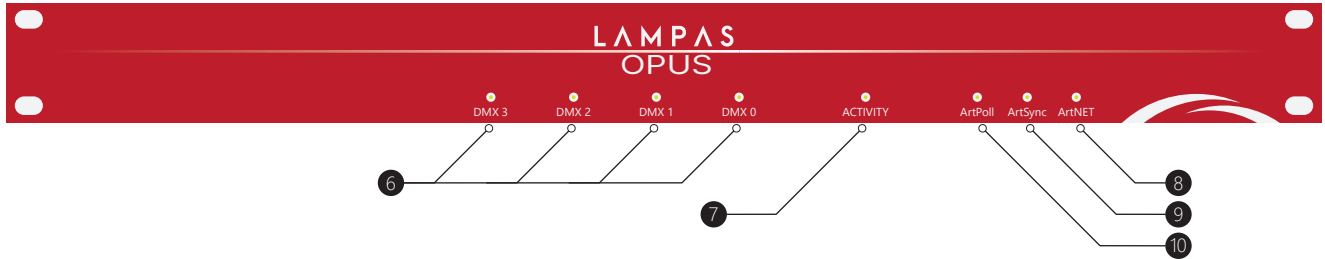 LAMPAS
OPUS
DMX 3 DMX 2 DMX 1 DMX 0 ACTIVITY ArtPoll ArtSync ArtNET
6 8
7 9
10